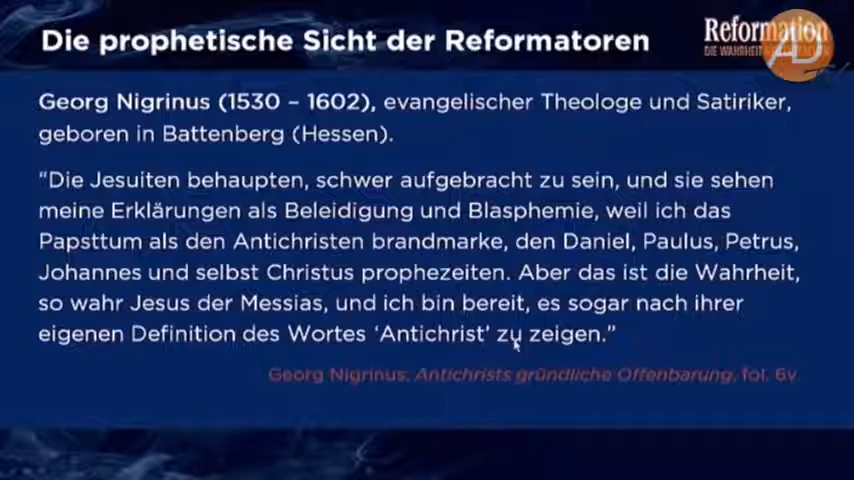 Die prophetische Sicht der Reformatoren
Reformation
Georg Nigrinus (1530 – 1602), evangelischer Theologe und Satiriker,
geboren in Battenberg (Hessen).
“Die Jesuiten behaupten, schwer aufgebracht zu sein, und sie sehen
meine Erklärungen als Beleidigung und Blasphemie, weil ich das
Papsttum als den Antichristen brandmarke, den Daniel, Paulus, Petrus,
Johannes und selbst Christus prophezeiten. Aber das ist die Wahrheit,
so wahr Jesus der Messias, und ich bin bereit, es sogar nach ihrer
eigenen Definition des Wortes ‘Antichrist’ zu zeigen.”
Georg Nigrinus, Antichrists gründliche Offenbarung, fol. 6v